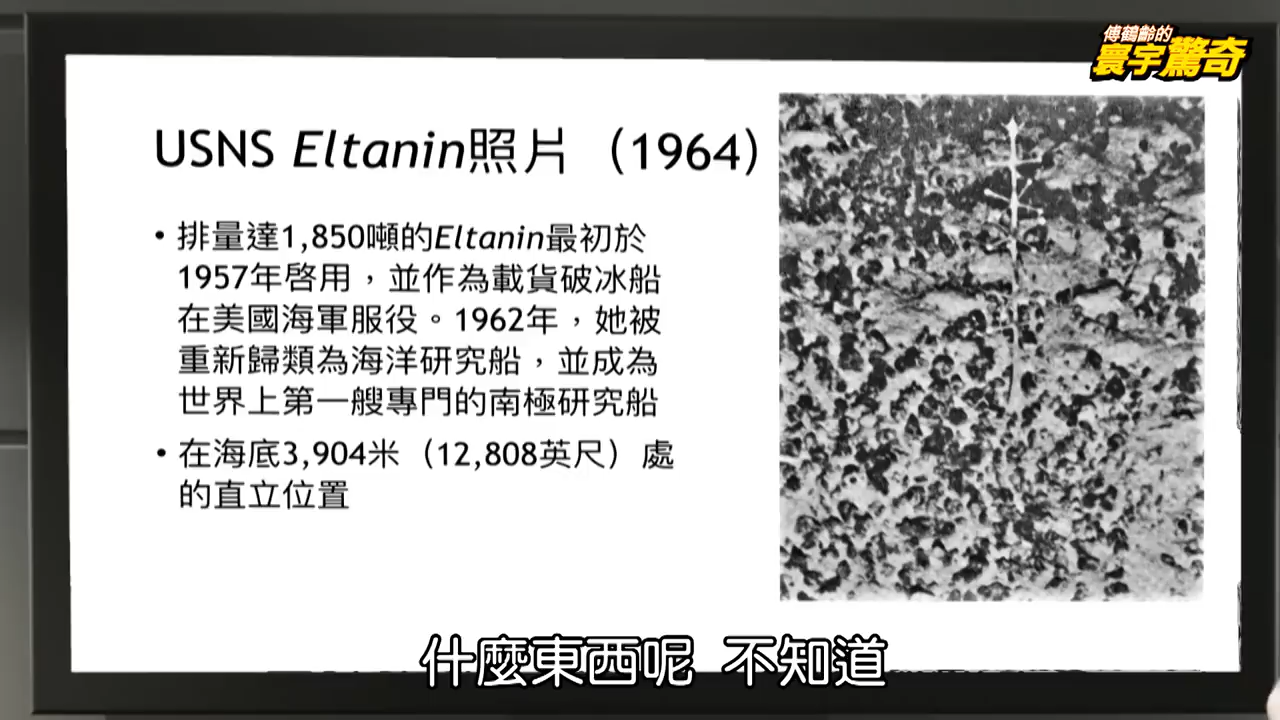 傅鶴齡的
寰宇驚奇
USNS Eltanin照片（1964）
• 排量達1,850噸的Eltanin最初於
1957年啓用，並作為載貨破冰船
在美國海軍服役。1962年，她被
重新歸類為海洋研究船，並成為
世界上第一艘專門的南極研究船
• 在海底3,904米（12,808英尺）處
的直立位置
什麼東西呢 不知道